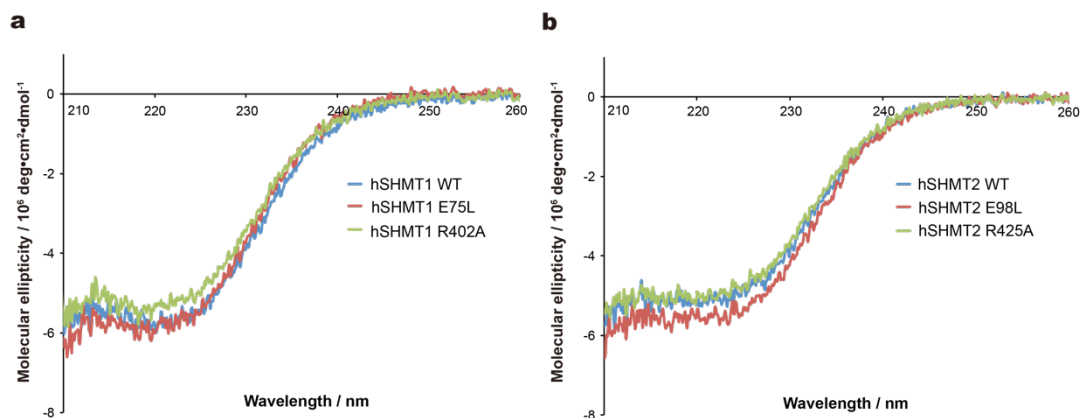 a
Molecular ellipticity / 10⁶ deg•cm²•dmol⁻¹
0
-2
-4
-6
-8
210 220 230 240 250 260
hSHMT1 WT
hSHMT1 E75L
hSHMT1 R402A
Wavelength / nm
b
Molecular ellipticity / 10⁶ deg•cm²•dmol⁻¹
0
-2
-4
-6
-8
210 220 230 240 250 260
hSHMT2 WT
hSHMT2 E98L
hSHMT2 R425A
Wavelength / nm